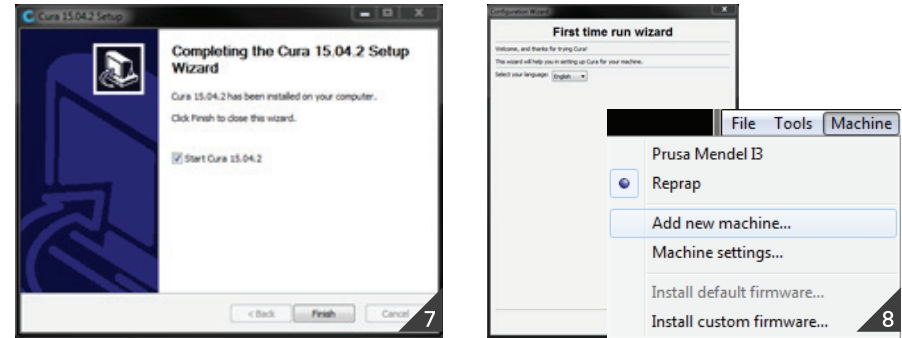 Cura 15.04.2 Setup
Completing the Cura 15.04.2 Setup
Wizard
Cura 15.04.2 has been installed on your computer.
Click Finish to close this wizard.
Start Cura 15.04.2
< Back
Finish
Cancel
7
Configuration Wizard
First time run wizard
Welcome, and thanks for trying Cura!
This wizard will help you in setting up Cura for your machine.
Select your language: English
File Tools Machine
Prusa Mendel I3
Reprap
Add new machine...
Machine settings...
Install default firmware...
Install custom firmware...
8